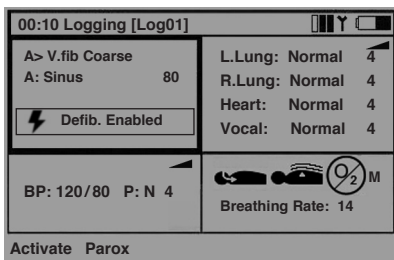 00:10 Logging [Log01]
A> V.fib Coarse
A: Sinus 80
Defib. Enabled
L.Lung: Normal 4
R.Lung: Normal 4
Heart: Normal 4
Vocal: Normal 4
BP: 120/80 P: N 4
O2 M
Breathing Rate: 14
Activate Parox